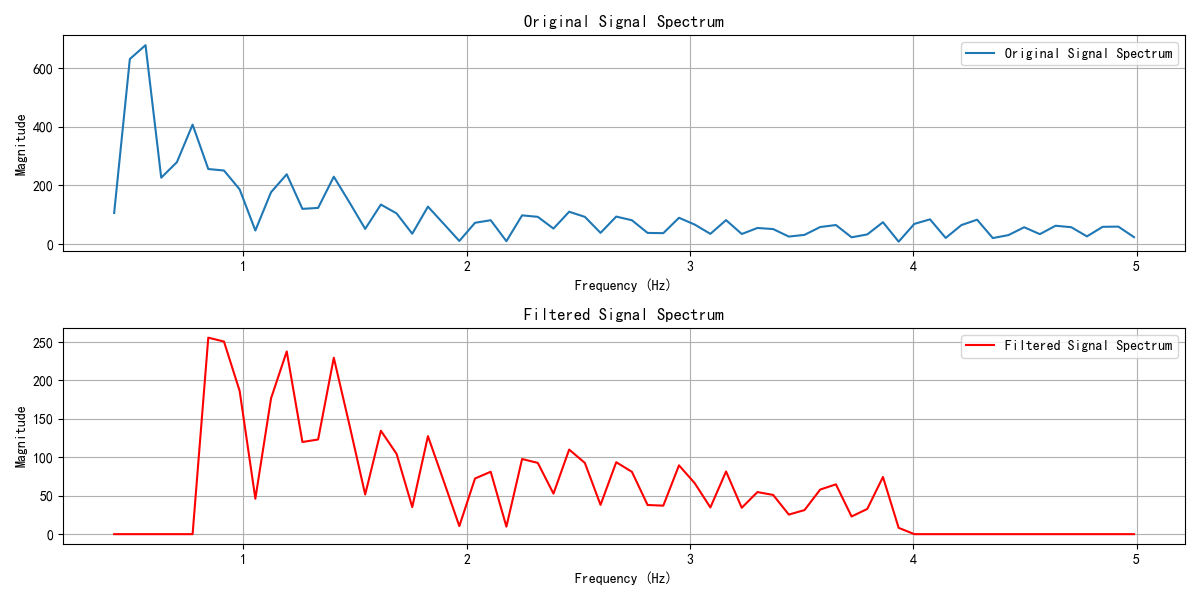 Original Signal Spectrum
Original Signal Spectrum
Magnitude
600
400
200
0
1 2 3 4 5
Frequency (Hz)
Filtered Signal Spectrum
Filtered Signal Spectrum
Magnitude
250
200
150
100
50
0
1 2 3 4 5
Frequency (Hz)